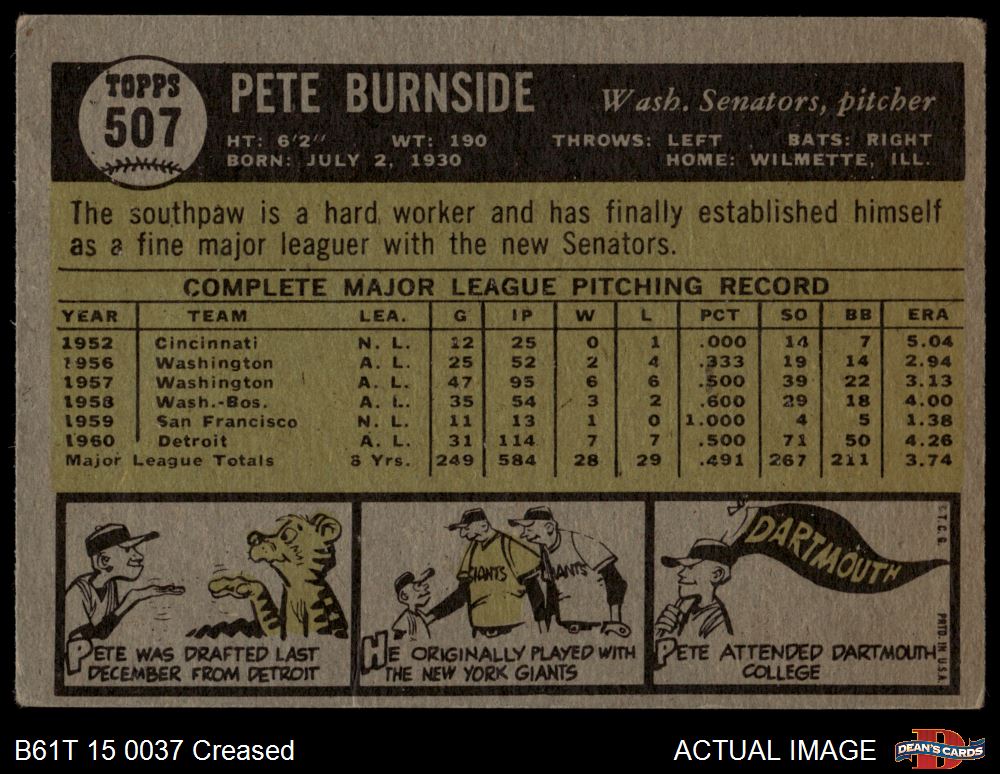 TOPPS
507
PETE BURNSIDE
Wash. Senators, pitcher
HT: 6'2" WT: 190 THROWS: LEFT BATS: RIGHT
BORN: JULY 2, 1930 HOME: WILMETTE, ILL.
The southpaw is a hard worker and has finally established himself
as a fine major leaguer with the new Senators.
COMPLETE MAJOR LEAGUE PITCHING RECORD
YEAR TEAM LEA. G IP W L PCT SO BB ERA
1952 Cincinnati N. L. 12 25 0 1 .000 14 7 5.04
1956 Washington A. L. 25 52 2 4 .333 19 14 2.94
1957 Washington A. L. 47 95 6 6 .500 39 22 3.13
1958 Wash.-Bos. A. L. 35 54 3 2 .600 29 18 4.00
1959 San Francisco N. L. 11 13 1 0 1.000 4 5 1.38
1960 Detroit A. L. 31 114 7 7 .500 71 50 4.26
Major League Totals 8 Yrs. 249 584 28 29 .491 267 211 3.74
PETE WAS DRAFTED LAST
DECEMBER FROM DETROIT
GIANTS
GIANTS
HE ORIGINALLY PLAYED WITH
THE NEW YORK GIANTS
DARTMOUTH
PETE ATTENDED DARTMOUTH
COLLEGE
©T.C.G. PRTD. IN U.S.A.
B61T 15 0037 Creased
ACTUAL IMAGE
DEAN'S CARDS